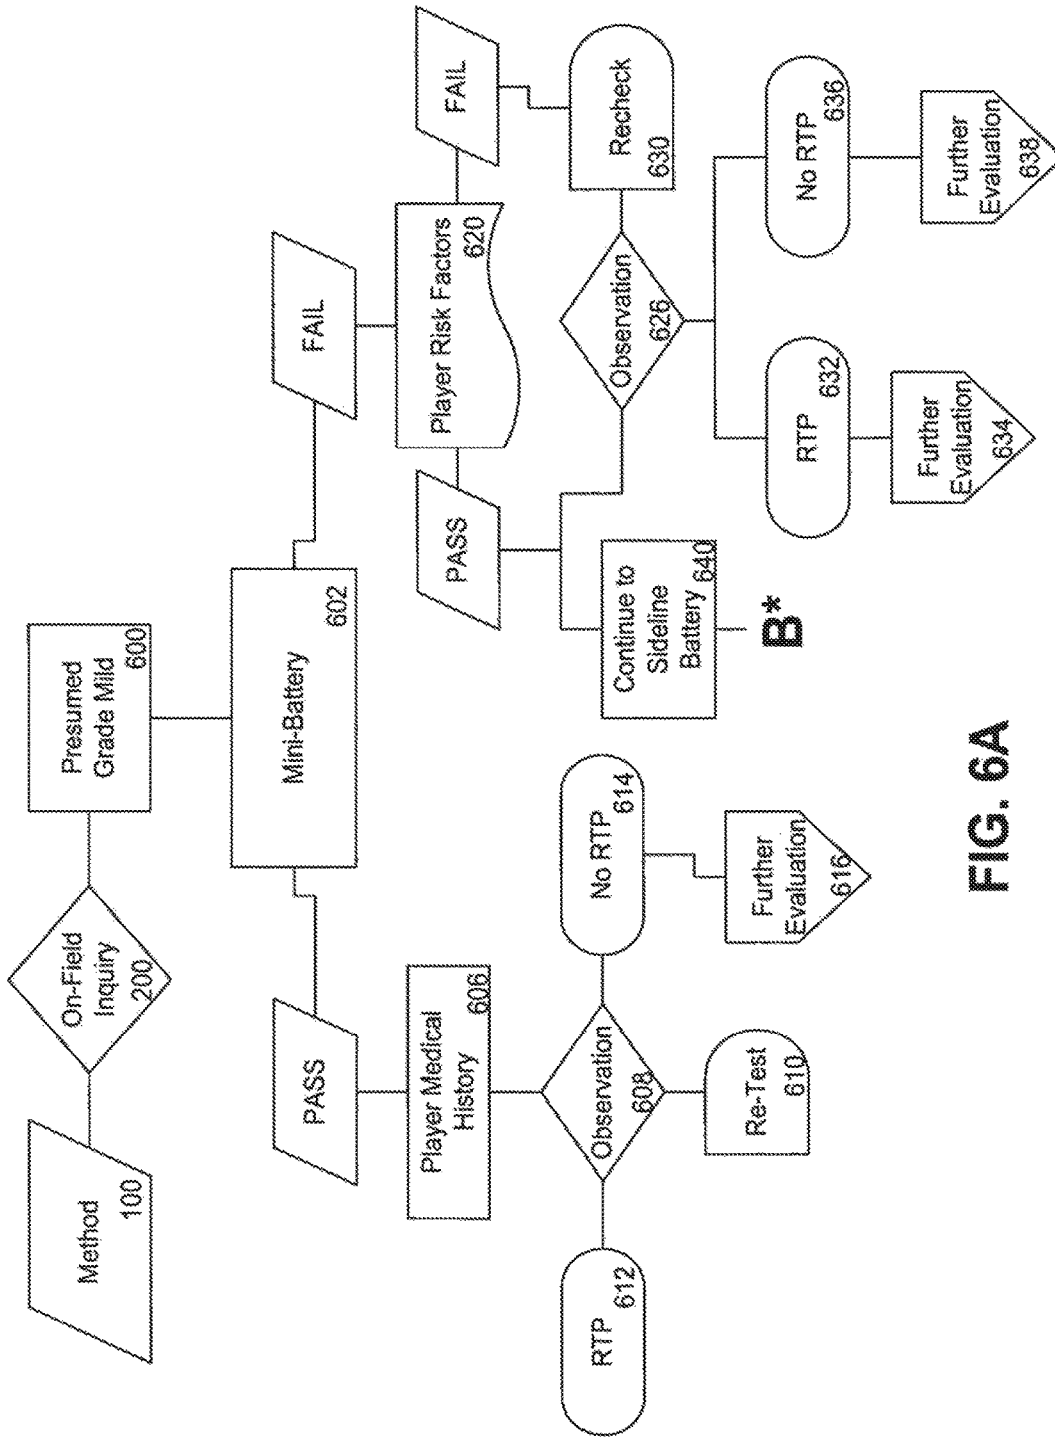 Method
100
On-Field
Inquiry
200
Presumed
Grade Mild
600
Mini-Battery
602
PASS
FAIL
Player Medical
History
606
Observation
608
RTP
612
Re-Test
610
No RTP
614
Further
Evaluation
616
Player Risk Factors
620
PASS
FAIL
Continue to
Sideline
Battery
640
B*
Observation
626
Recheck
630
RTP
632
Further
Evaluation
634
No RTP
636
Further
Evaluation
638
FIG. 6A